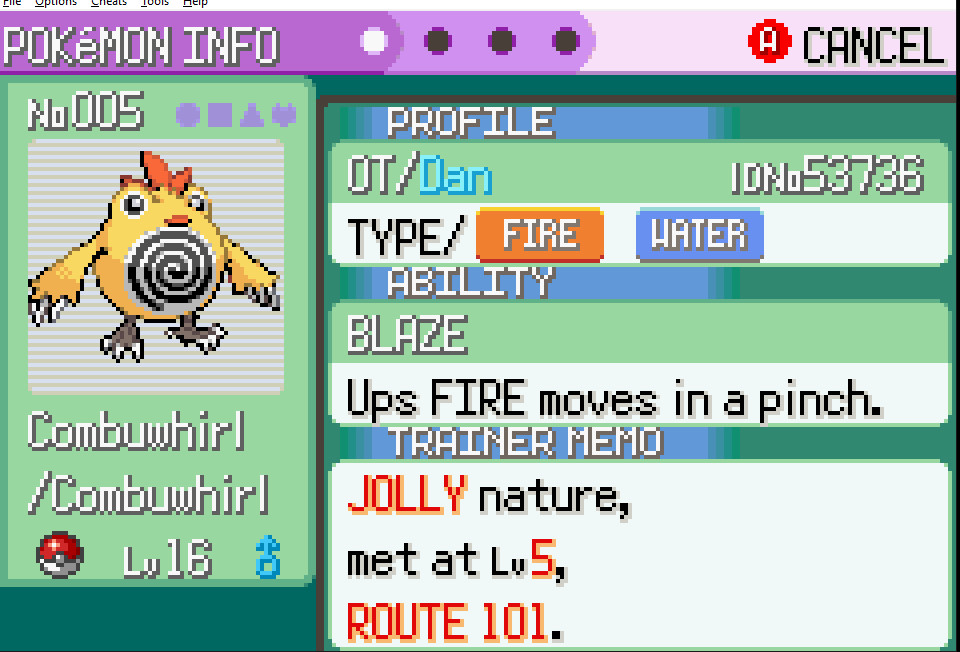 File Options Cheats Tools Help
POKéMON INFO
A CANCEL
No005
PROFILE
OT/Dan IDNo53736
TYPE/ FIRE WATER
ABILITY
BLAZE
Ups FIRE moves in a pinch.
Combuwhirl
/Combuwhirl
Lv16 ♂
TRAINER MEMO
JOLLY nature,
met at Lv5,
ROUTE 101.